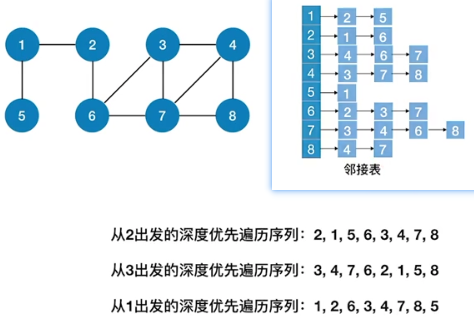 1 2 3 4
5 6 7 8
1 2 5
2 1 6
3 4 6 7
4 3 7 8
5 1
6 2 3 7
7 3 4 6 8
8 4 7
邻接表
从2出发的深度优先遍历序列：2, 1, 5, 6, 3, 4, 7, 8
从3出发的深度优先遍历序列：3, 4, 7, 6, 2, 1, 5, 8
从1出发的深度优先遍历序列：1, 2, 6, 3, 4, 7, 8, 5